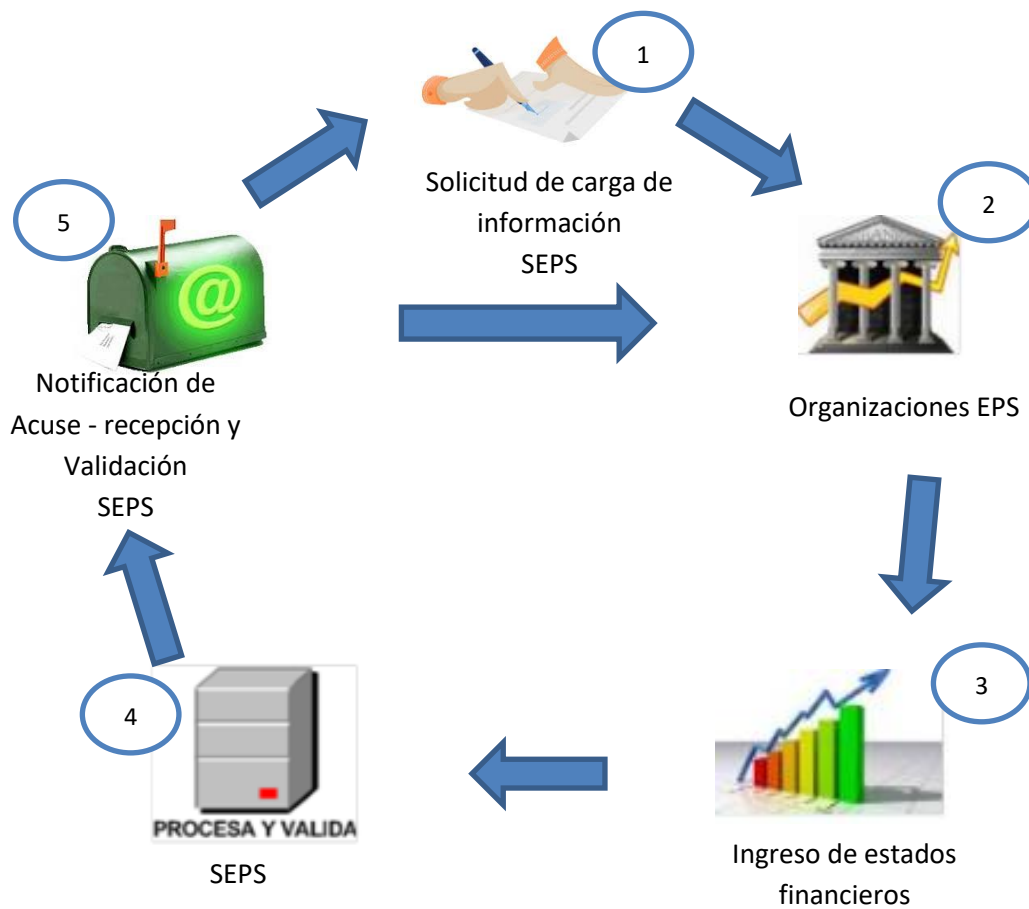 1
Solicitud de carga de
información
SEPS
2
Organizaciones EPS
3
Ingreso de estados
financieros
4
PROCESA Y VALIDA
SEPS
5
@
Notificación de
Acuse - recepción y
Validación
SEPS